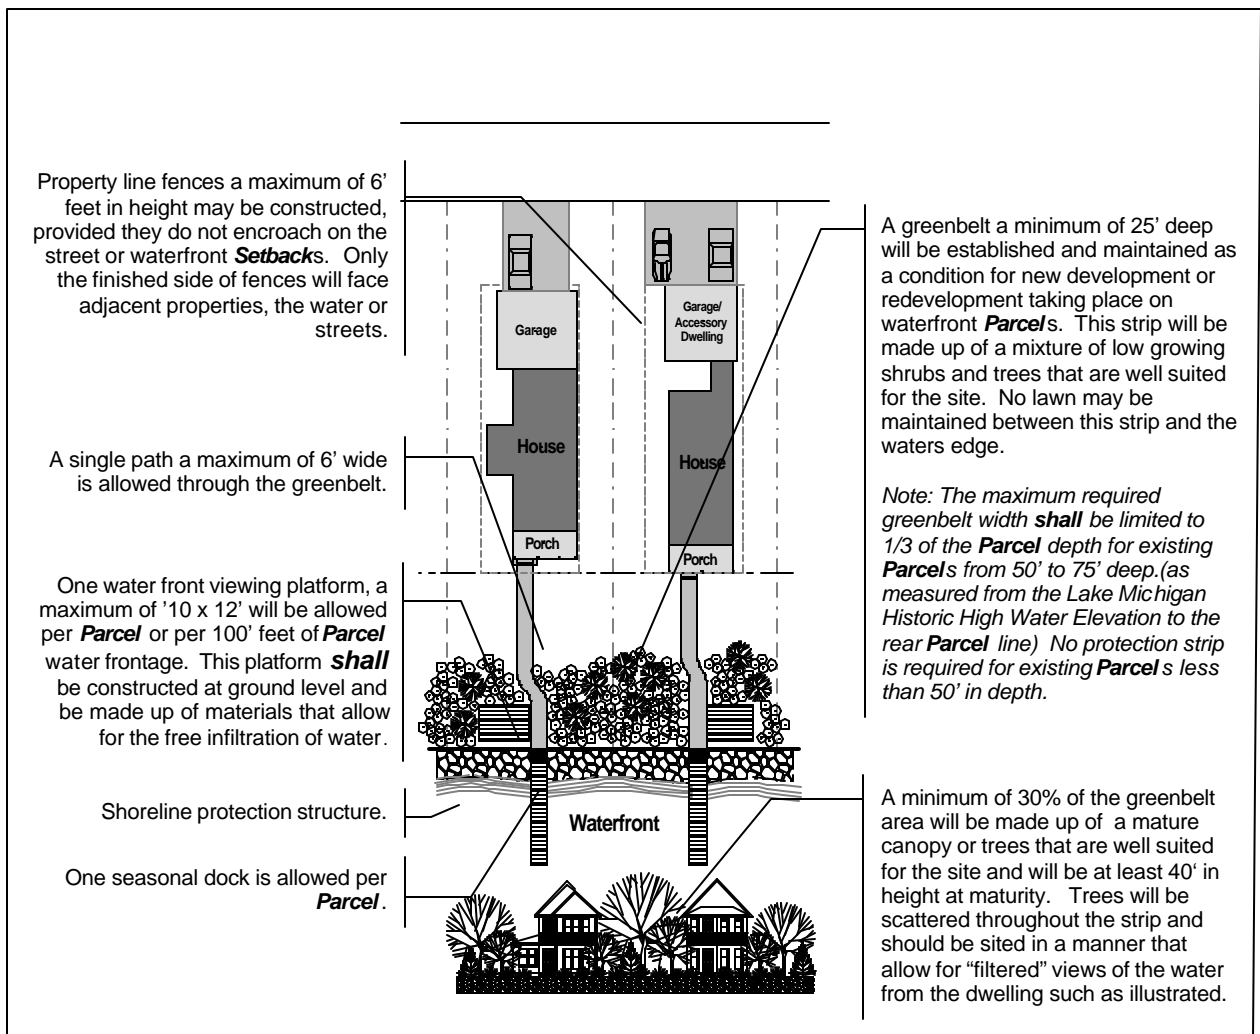 Property line fences a maximum of 6’
feet in height may be constructed,
provided they do not encroach on the
street or waterfront Setbacks. Only
the finished side of fences will face
adjacent properties, the water or
streets.
A single path a maximum of 6’ wide
is allowed through the greenbelt.
One water front viewing platform, a
maximum of ’10 x 12’ will be allowed
per Parcel or per 100’ feet of Parcel
water frontage. This platform shall
be constructed at ground level and
be made up of materials that allow
for the free infiltration of water.
Shoreline protection structure.
One seasonal dock is allowed per
Parcel.
Garage
House
Porch
Garage/
Accessory
Dwelling
House
Porch
Waterfront
A greenbelt a minimum of 25’ deep
will be established and maintained as
a condition for new development or
redevelopment taking place on
waterfront Parcels. This strip will be
made up of a mixture of low growing
shrubs and trees that are well suited
for the site. No lawn may be
maintained between this strip and the
waters edge.
Note: The maximum required
greenbelt width shall be limited to
1/3 of the Parcel depth for existing
Parcels from 50’ to 75’ deep.(as
measured from the Lake Michigan
Historic High Water Elevation to the
rear Parcel line) No protection strip
is required for existing Parcels less
than 50’ in depth.
A minimum of 30% of the greenbelt
area will be made up of a mature
canopy or trees that are well suited
for the site and will be at least 40‘ in
height at maturity. Trees will be
scattered throughout the strip and
should be sited in a manner that
allow for “filtered” views of the water
from the dwelling such as illustrated.